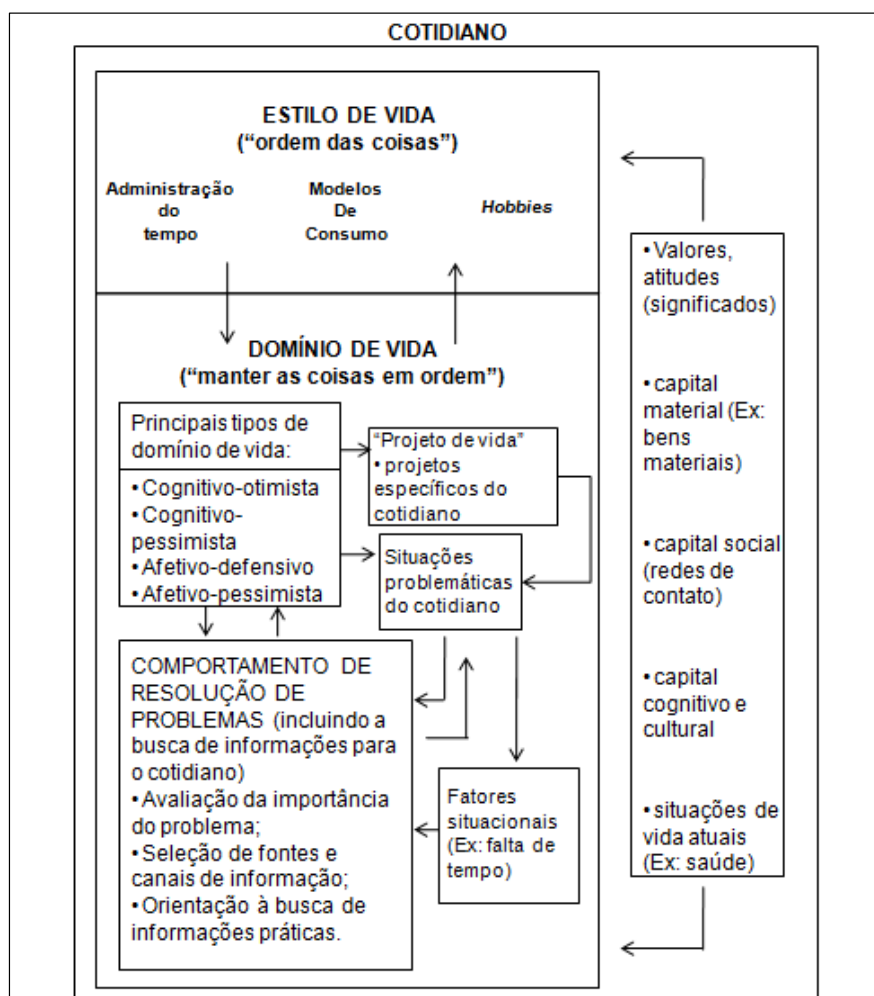 COTIDIANO
ESTILO DE VIDA
(“ordem das coisas”)
Administração
do
tempo
Modelos
De
Consumo
Hobbies
DOMÍNIO DE VIDA
(“manter as coisas em ordem”)
Principais tipos de
domínio de vida:
• Cognitivo-otimista
• Cognitivo-
pessimista
• Afetivo-defensivo
• Afetivo-pessimista
“Projeto de vida”
• projetos
específicos do
cotidiano
Situações
problemáticas
do cotidiano
COMPORTAMENTO DE
RESOLUÇÃO DE
PROBLEMAS (incluindo a
busca de informações para
o cotidiano)
• Avaliação da importância
do problema;
• Seleção de fontes e
canais de informação;
• Orientação à busca de
informações práticas.
Fatores
situacionais
(Ex: falta de
tempo)
• Valores,
atitudes
(significados)
• capital
material (Ex:
bens
materiais)
• capital social
(redes de
contato)
• capital
cognitivo e
cultural
• situações de
vida atuais
(Ex: saúde)